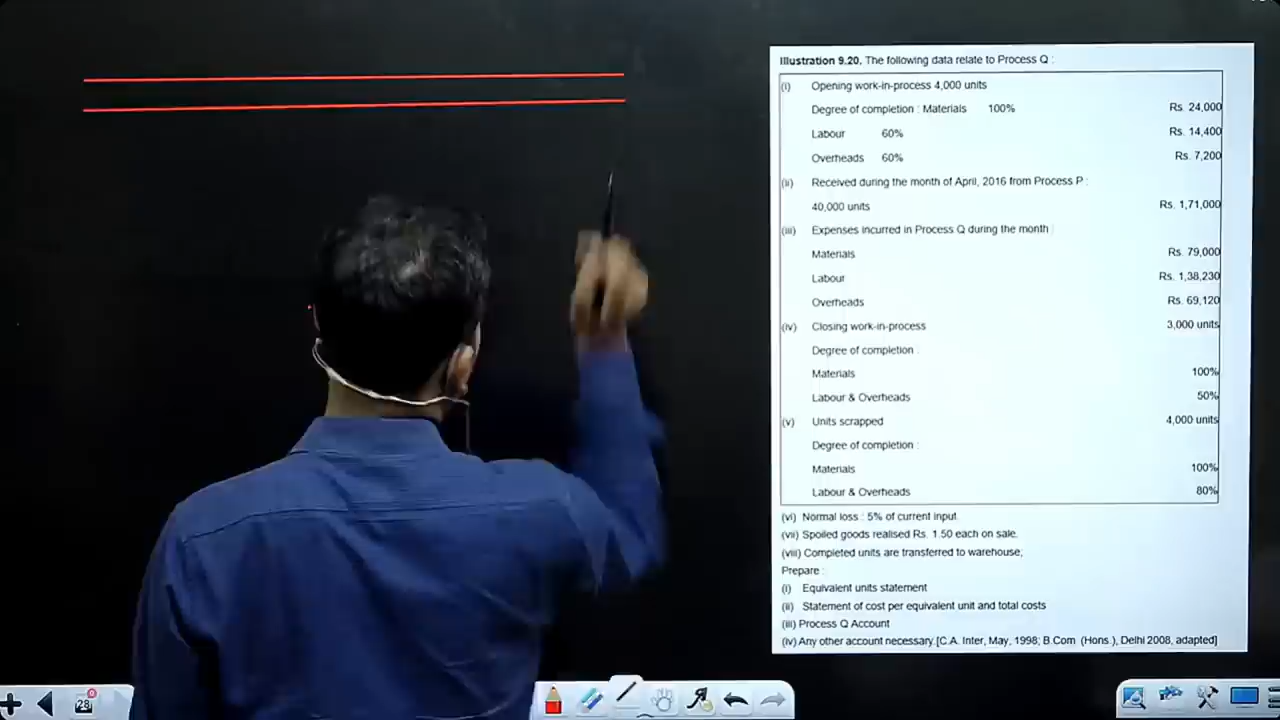 Illustration 9.20. The following data relate to Process Q :
(i) Opening work-in-process 4,000 units
Degree of completion : Materials 100% Rs. 24,000
Labour 60% Rs. 14,400
Overheads 60% Rs. 7,200
(ii) Received during the month of April, 2016 from Process P :
40,000 units Rs. 1,71,000
(iii) Expenses incurred in Process Q during the month :
Materials Rs. 79,000
Labour Rs. 1,38,230
Overheads Rs. 69,120
(iv) Closing work-in-process 3,000 units
Degree of completion :
Materials 100%
Labour & Overheads 50%
(v) Units scrapped 4,000 units
Degree of completion :
Materials 100%
Labour & Overheads 80%
(vi) Normal loss : 5% of current input.
(vii) Spoiled goods realised Rs. 1.50 each on sale.
(viii) Completed units are transferred to warehouse;
Prepare :
(i) Equivalent units statement
(ii) Statement of cost per equivalent unit and total costs
(iii) Process Q Account
(iv) Any other account necessary.[C.A. Inter, May, 1998; B.Com. (Hons.), Delhi 2008, adapted]
28
0